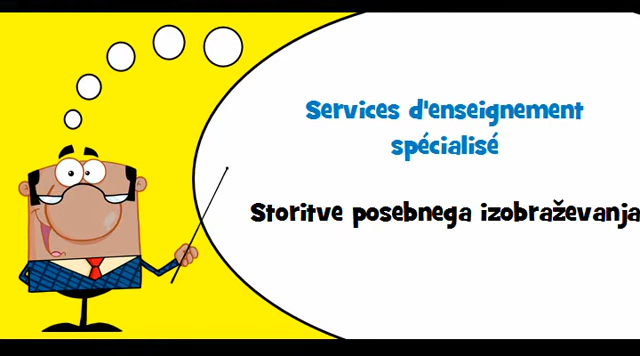 Services d'enseignement
spécialisé
Storitve posebnega izobraževanja